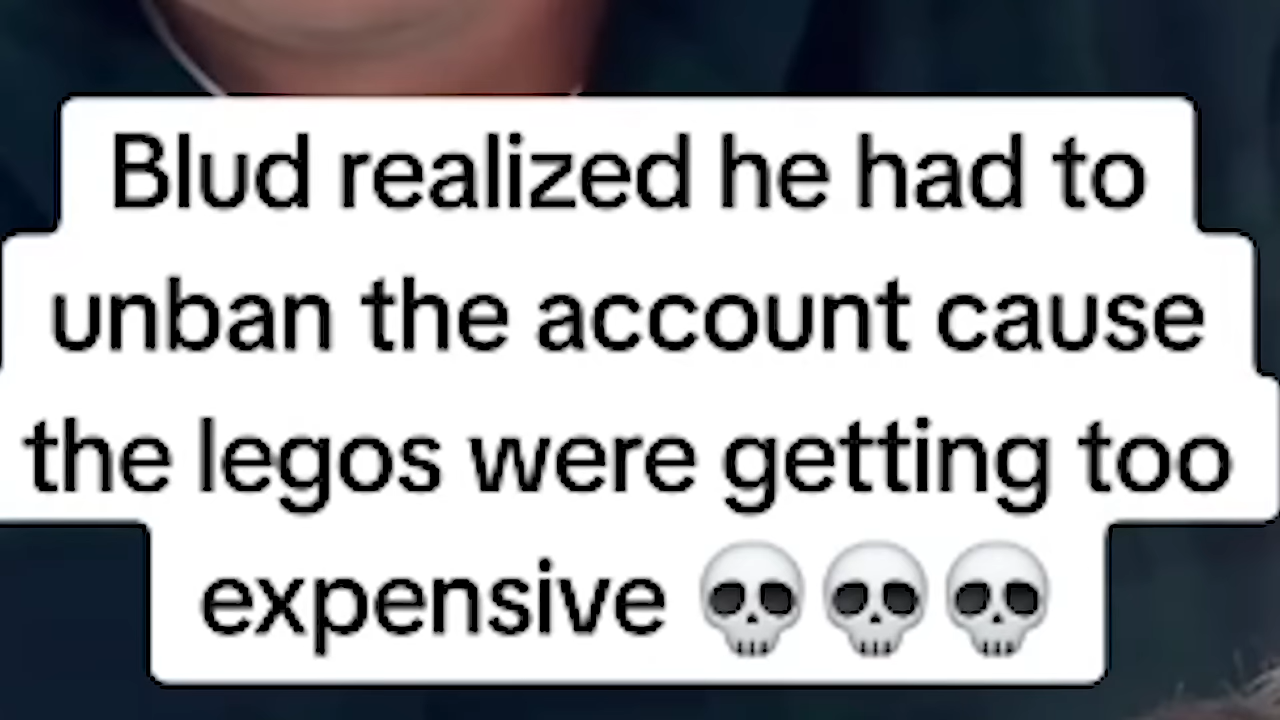 Blud realized he had to
unban the account cause
the legos were getting too
expensive 💀💀💀